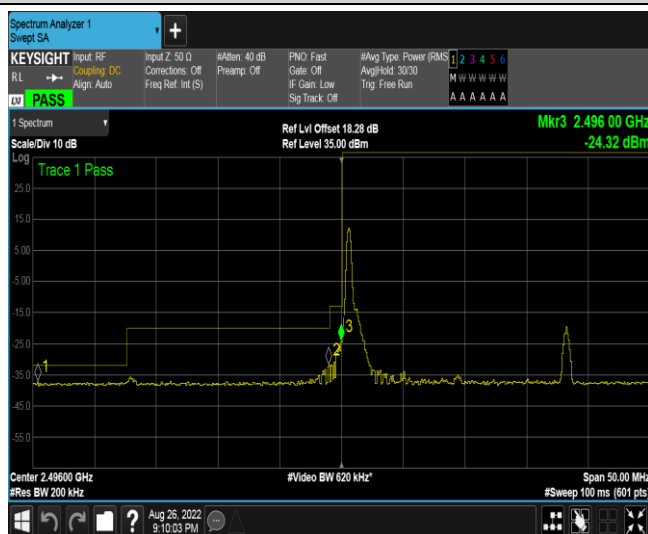 Spectrum Analyzer 1
Swept SA
+
KEYSIGHT
RL
LXI PASS
Input: RF
Coupling: DC
Align: Auto
Input Z: 50 Ω
Corrections: Off
Freq Ref: Int (S)
#Atten: 40 dB
Preamp: Off
PNO: Fast
Gate: Off
IF Gain: Low
Sig Track: Off
#Avg Type: Power (RMS
Avg|Hold: 30/30
Trig: Free Run
1 2 3 4 5 6
M W W W W W
A A A A A A
1 Spectrum
Scale/Div 10 dB
Ref Lvl Offset 18.28 dB
Ref Level 35.00 dBm
Mkr3 2.496 00 GHz
-24.32 dBm
Log
Trace 1 Pass
25.0
15.0
5.00
-5.00
-15.0
-25.0
-35.0
-45.0
-55.0
1
2
3
Center 2.49600 GHz
#Res BW 200 kHz
#Video BW 620 kHz*
Span 50.00 MHz
#Sweep 100 ms (601 pts)
?
Aug 26, 2022
9:10:03 PM